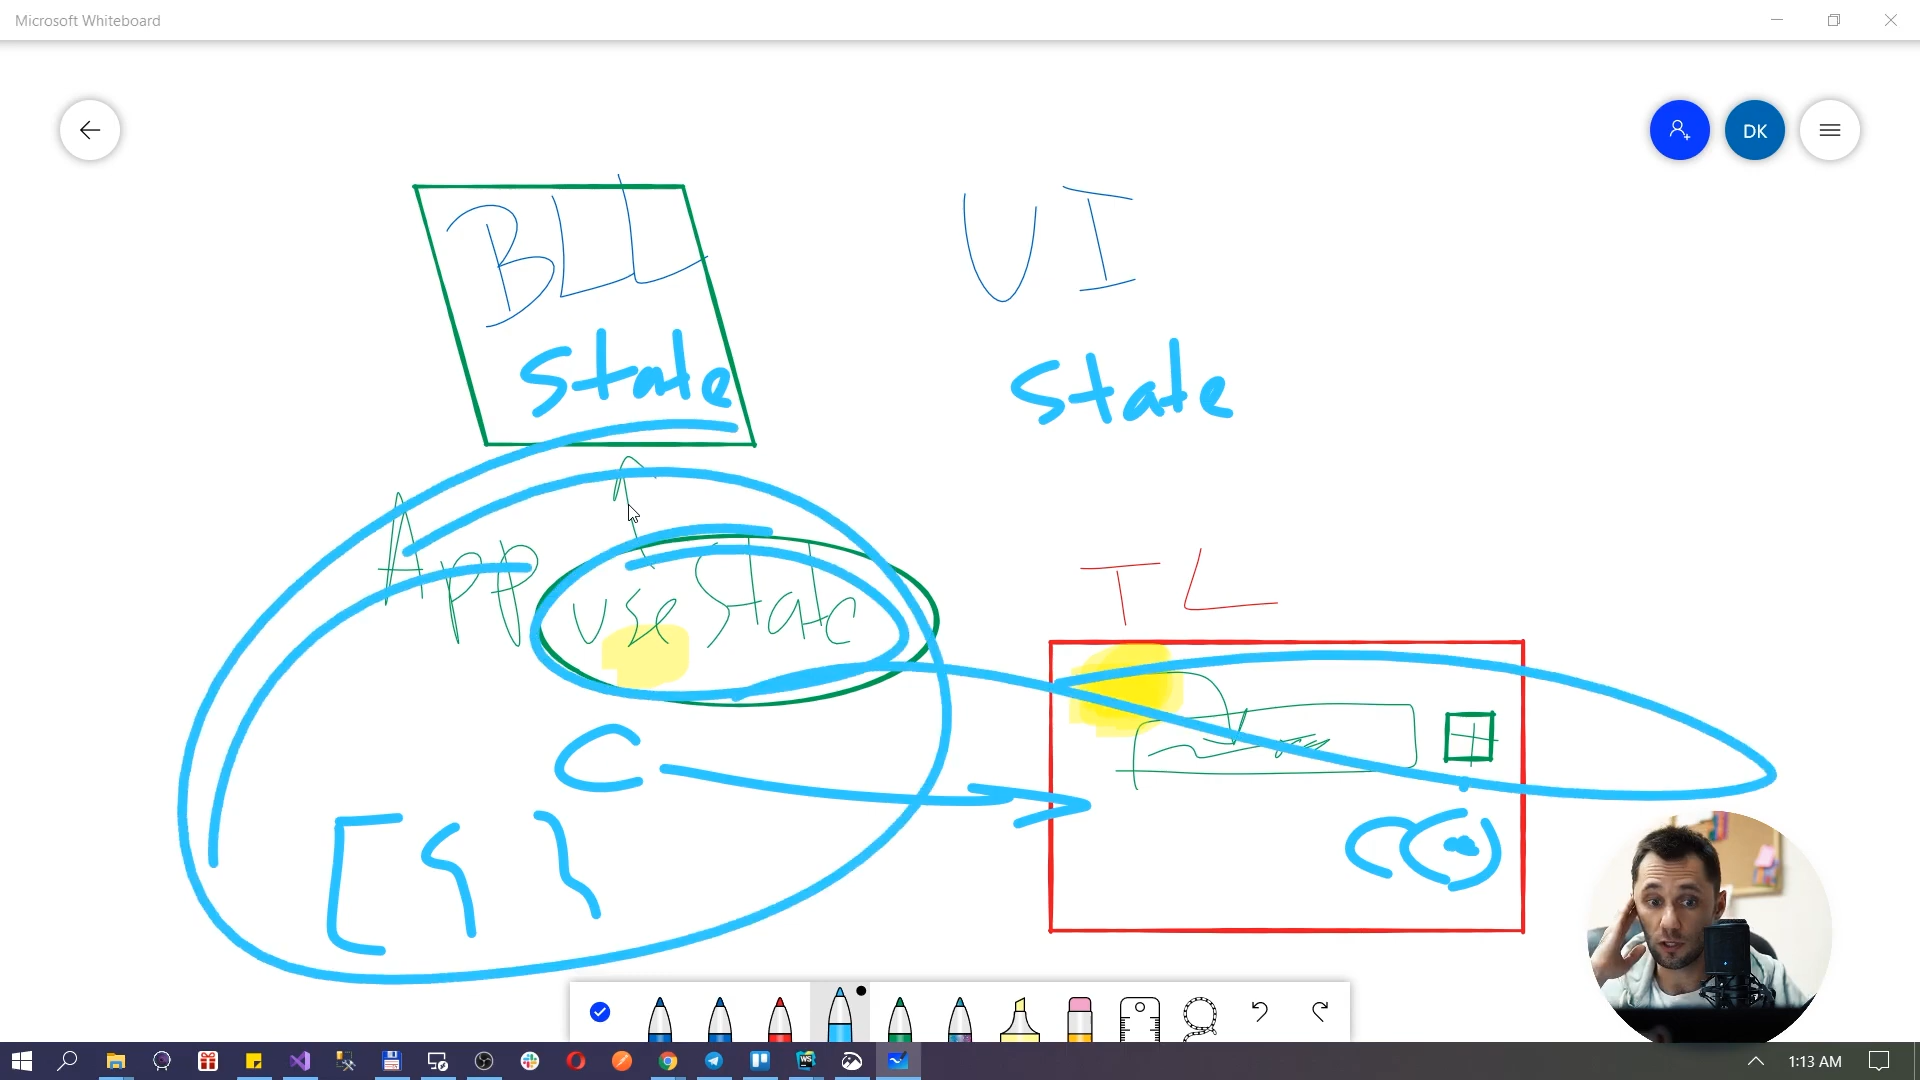 Microsoft Whiteboard
DK
BLL
UI
state
state
App
useState
TL
C
[ { }
C( )
1:13 AM